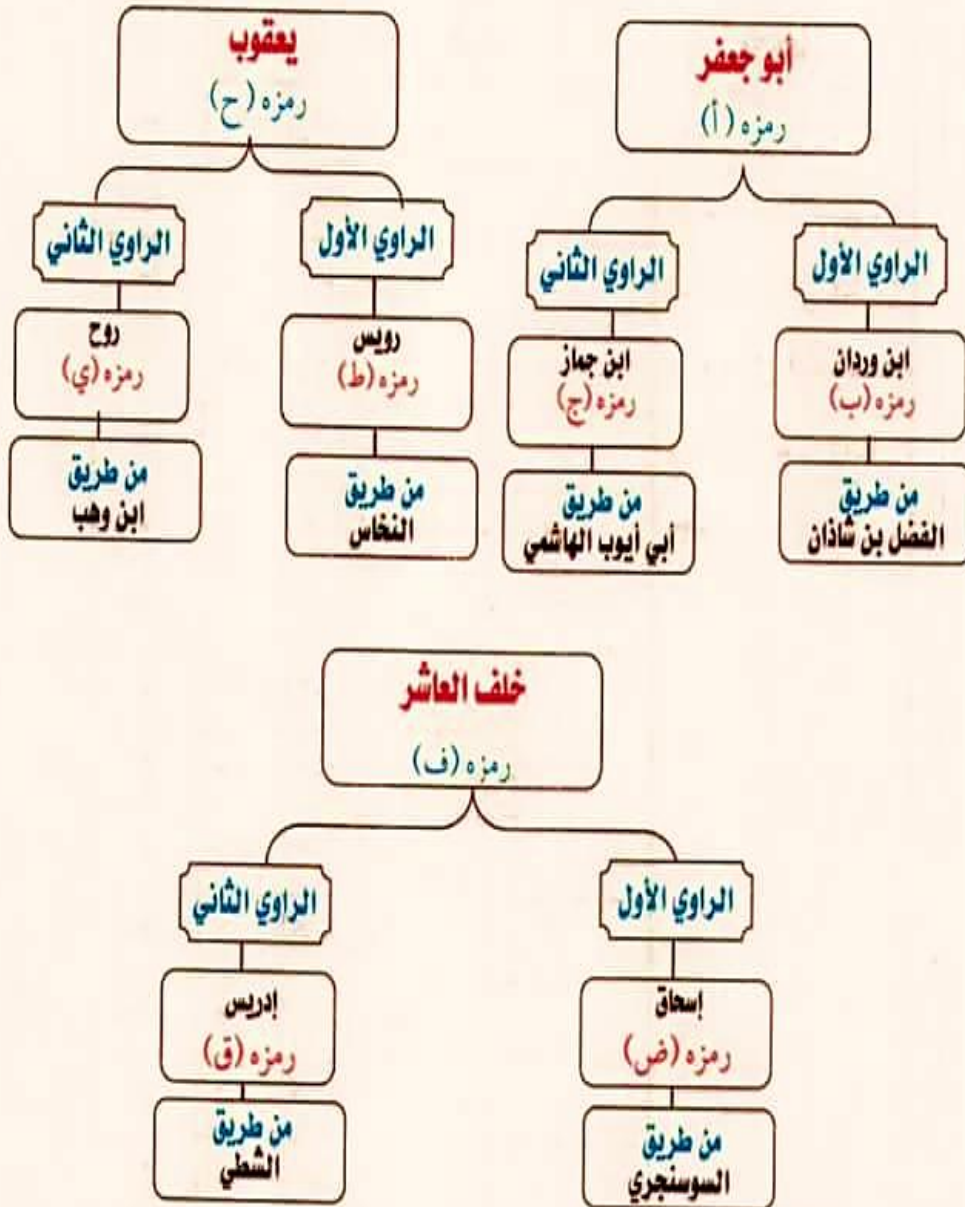 أبو جعفر
رمزه (أ)
الراوي الأول
ابن وردان
رمزه (ب)
من طريق
الفضل بن شاذان
الراوي الثاني
ابن جماز
رمزه (ج)
من طريق
أبي أيوب الهاشمي
يعقوب
رمزه (ح)
الراوي الأول
رويس
رمزه (ط)
من طريق
النخاس
الراوي الثاني
روح
رمزه (ي)
من طريق
ابن وهب
خلف العاشر
رمزه (ف)
الراوي الأول
إسحاق
رمزه (ض)
من طريق
السوسنجري
الراوي الثاني
إدريس
رمزه (ق)
من طريق
الشطي